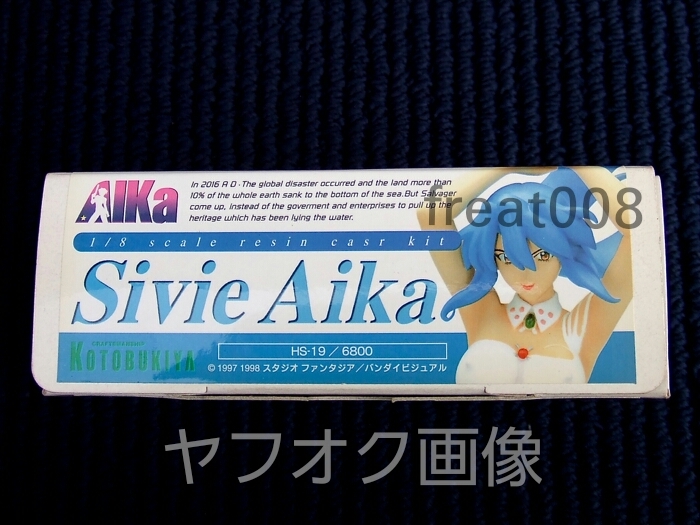 AIKa
In 2016 A D · The global disaster occurred and the land more than
10% of the whole earth sank to the bottom of the sea.But Salvager
come up, instead of the goverment and enterprises to pull up the
heritage which has been lying the water.
freat008
1/8 scale resin casr kit
Sivie Aika
KOTOBUKIYA
HS-19 / 6800
© 1997 1998 スタジオ ファンタジア/バンダイビジュアル
ヤフオク画像